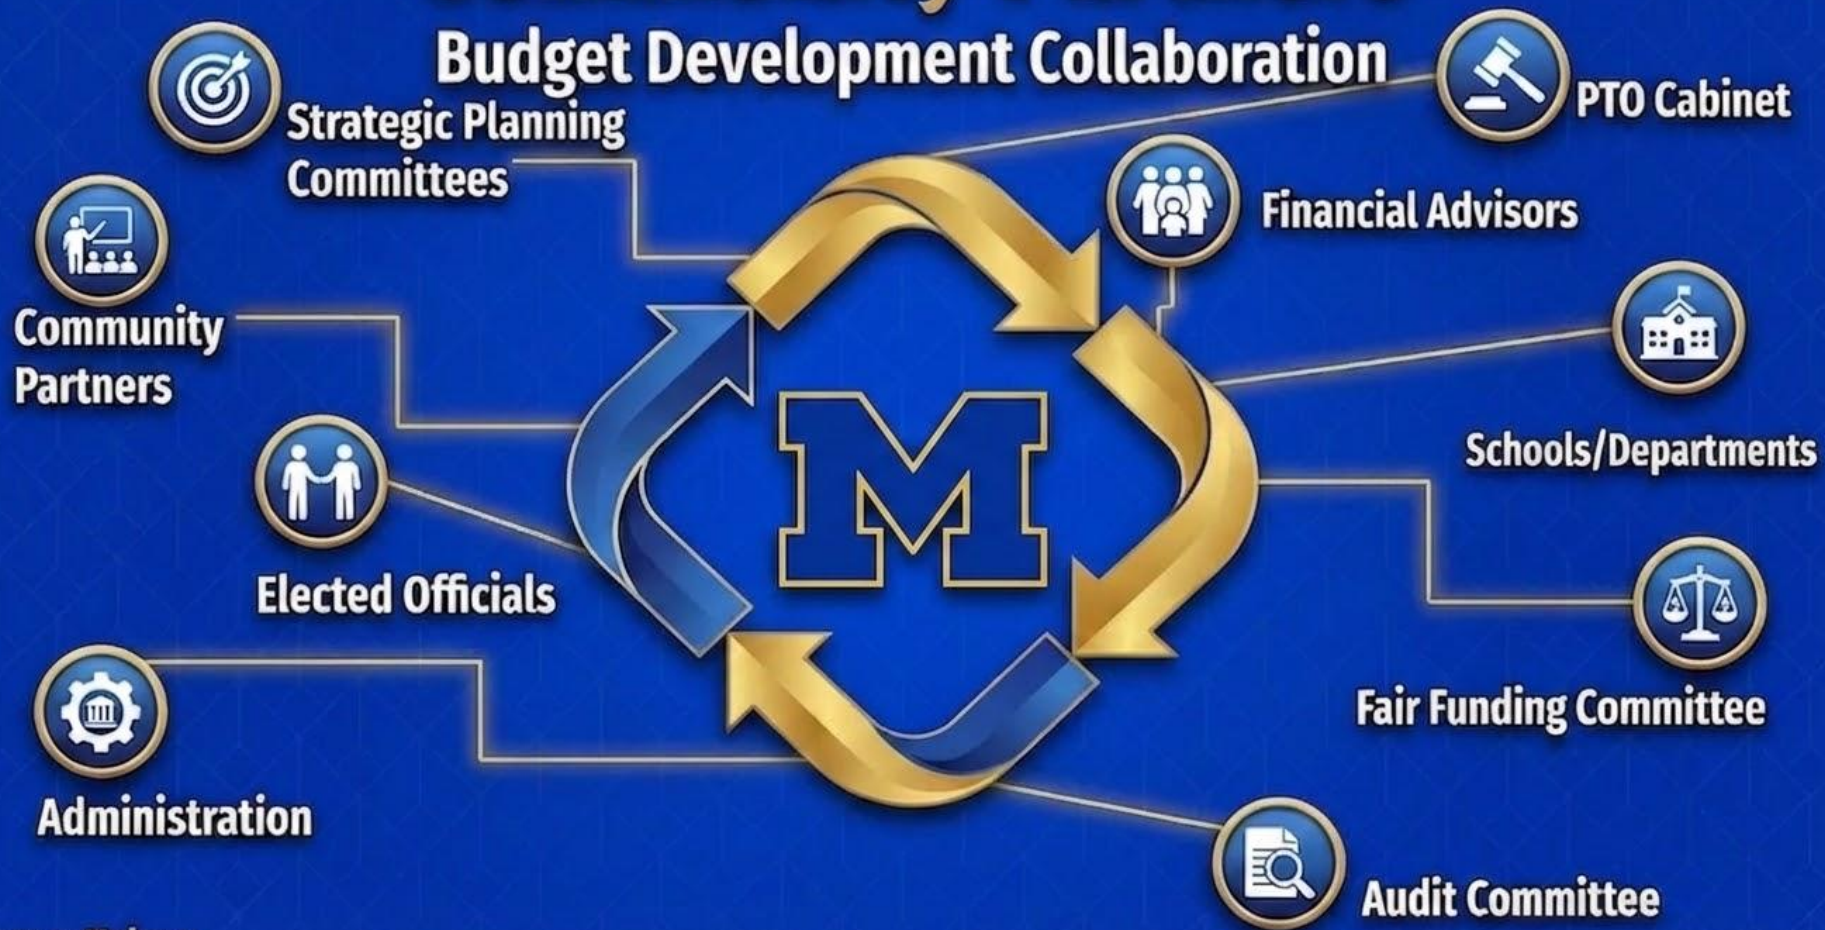 Budget Development Collaboration
Strategic Planning
Committees
PTO Cabinet
Financial Advisors
Community
Partners
Schools/Departments
M
Elected Officials
Fair Funding Committee
Administration
Audit Committee